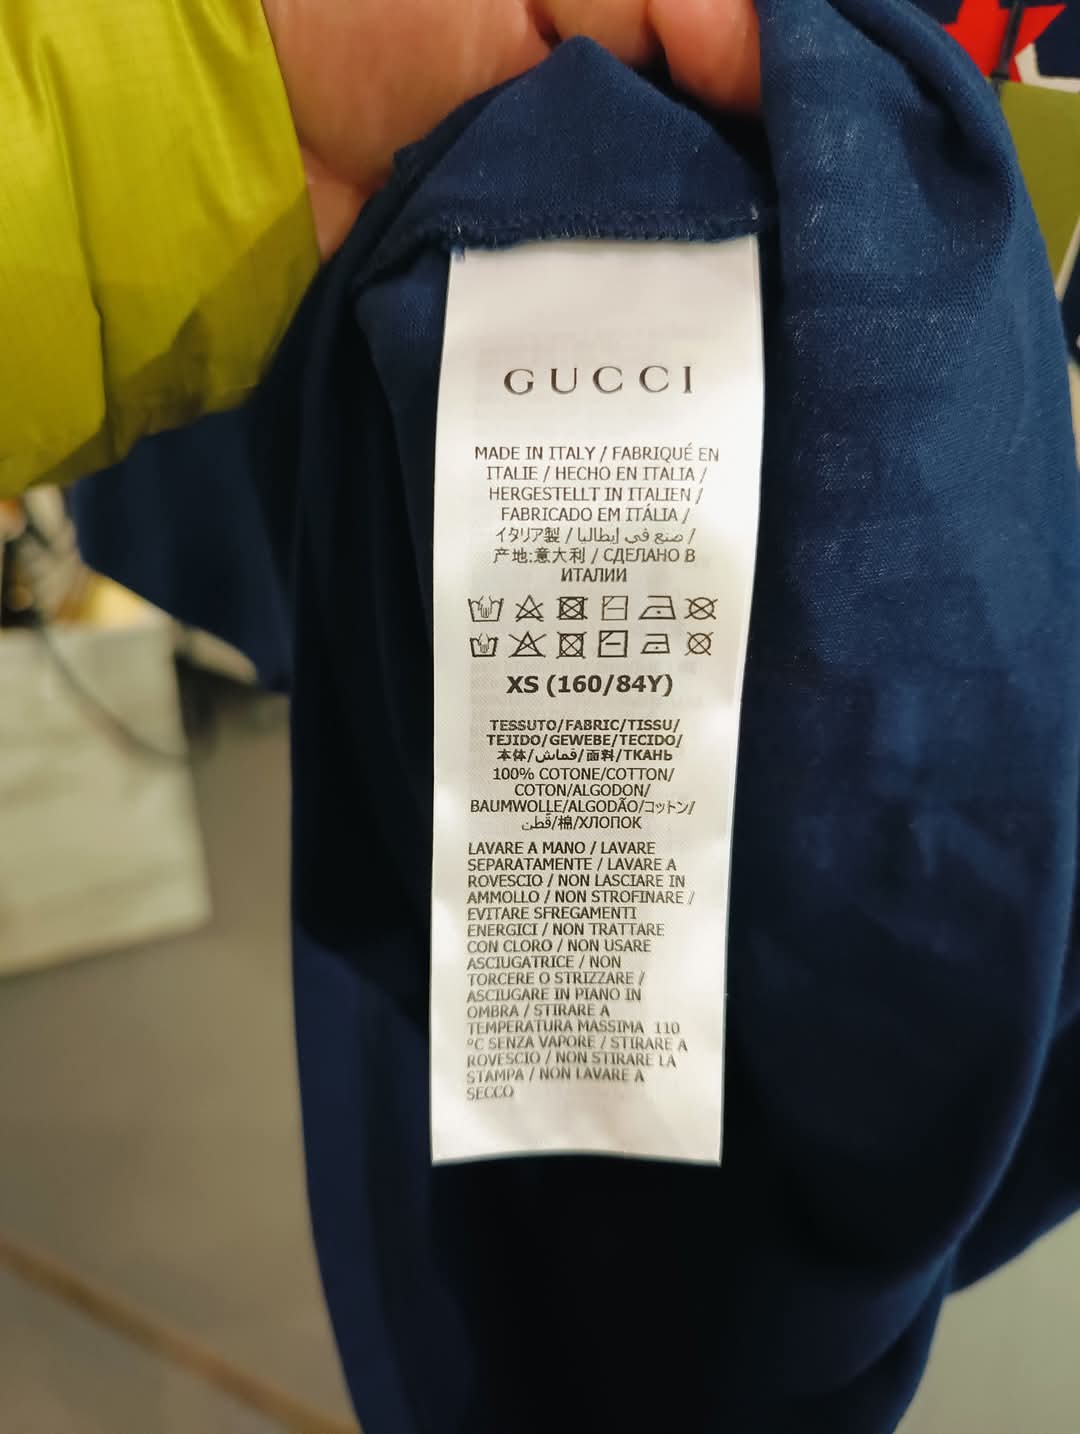 GUCCI
MADE IN ITALY / FABRIQUÉ EN
ITALIE / HECHO EN ITALIA /
HERGESTELLT IN ITALIEN /
FABRICADO EM ITÁLIA /
イタリア製 / صنع في إيطاليا /
产地:意大利 / СДЕЛАНО В
ИТАЛИИ
XS (160/84Y)
TESSUTO/FABRIC/TISSU/
TEJIDO/GEWEBE/TECIDO/
本体/قماش/面料/ТКАНЬ
100% COTONE/COTTON/
COTON/ALGODON/
BAUMWOLLE/ALGODÃO/コットン/
قطن/棉/ХЛОПОК
LAVARE A MANO / LAVARE
SEPARATAMENTE / LAVARE A
ROVESCIO / NON LASCIARE IN
AMMOLLO / NON STROFINARE /
EVITARE SFREGAMENTI
ENERGICI / NON TRATTARE
CON CLORO / NON USARE
ASCIUGATRICE / NON
TORCERE O STRIZZARE /
ASCIUGARE IN PIANO IN
OMBRA / STIRARE A
TEMPERATURA MASSIMA 110
°C SENZA VAPORE / STIRARE A
ROVESCIO / NON STIRARE LA
STAMPA / NON LAVARE A
SECCO